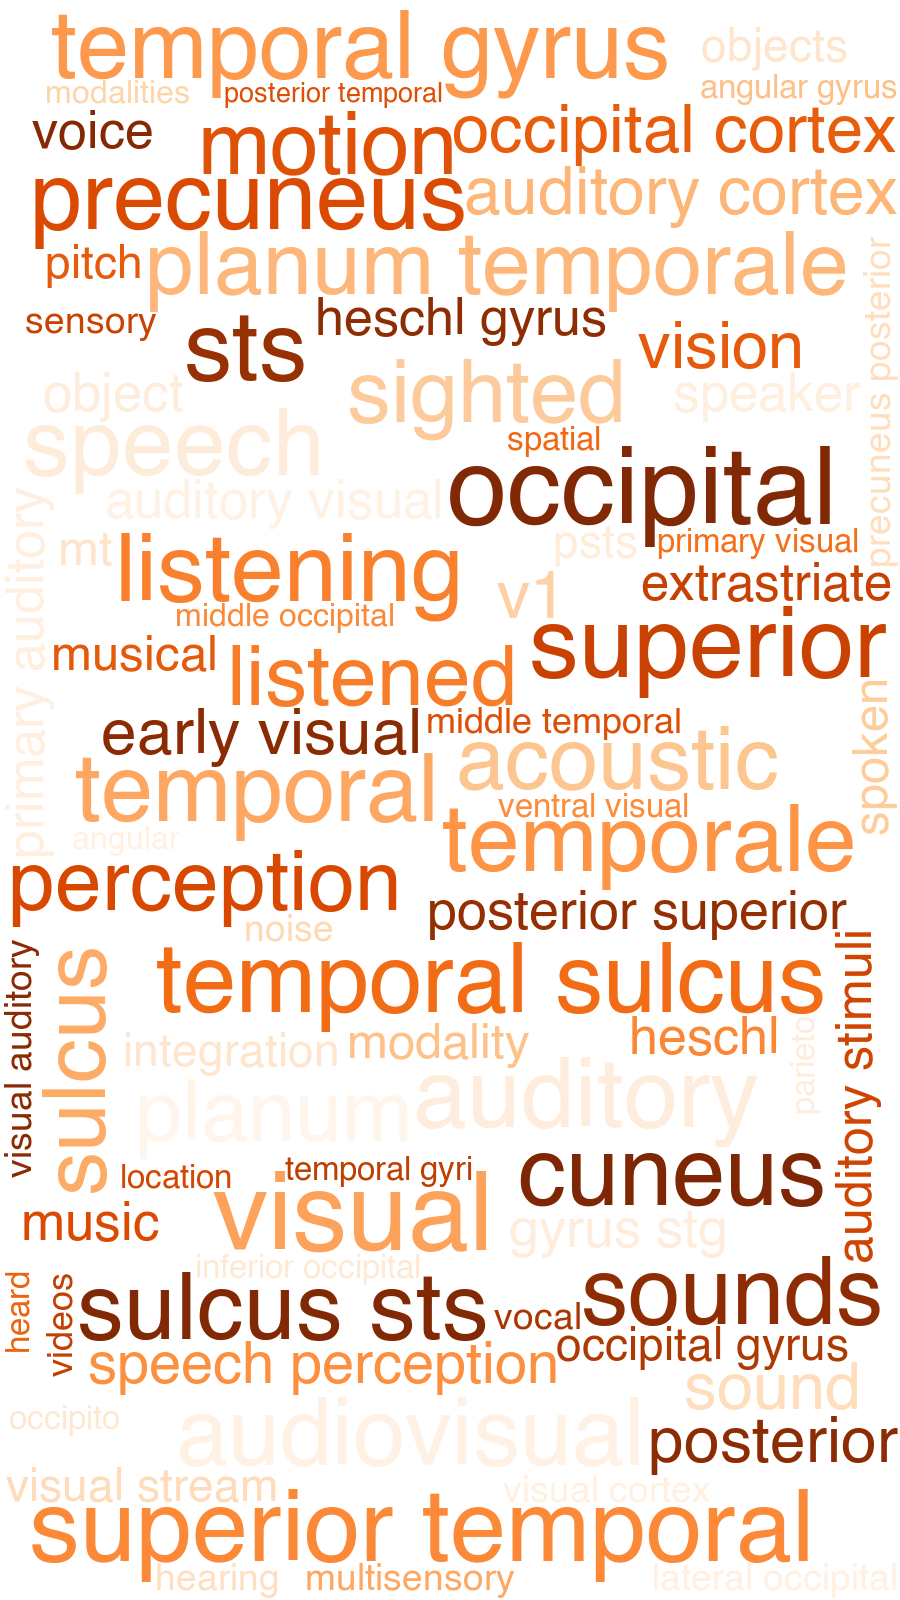 temporal gyrus
objects
modalities
posterior temporal
angular gyrus
voice
motion
occipital cortex
precuneus
auditory cortex
pitch
planum temporale
precuneus posterior
sensory
sts
heschl gyrus
vision
object
sighted
speaker
speech
spatial
occipital
auditory visual
primary auditory
mt
listening
psts
primary visual
v1
extrastriate
middle occipital
musical
listened
superior
spoken
early visual
middle temporal
temporal
acoustic
ventral visual
angular
temporale
perception
posterior superior
noise
visual auditory
sulcus
temporal sulcus
auditory stimuli
integration
modality
heschl
parieto
planum
auditory
location
temporal gyri
cuneus
music
visual
gyrus stg
inferior occipital
heard
videos
sulcus sts
vocal
sounds
speech perception
occipital gyrus
sound
occipito
audiovisual
posterior
visual stream
visual cortex
superior temporal
hearing
multisensory
lateral occipital